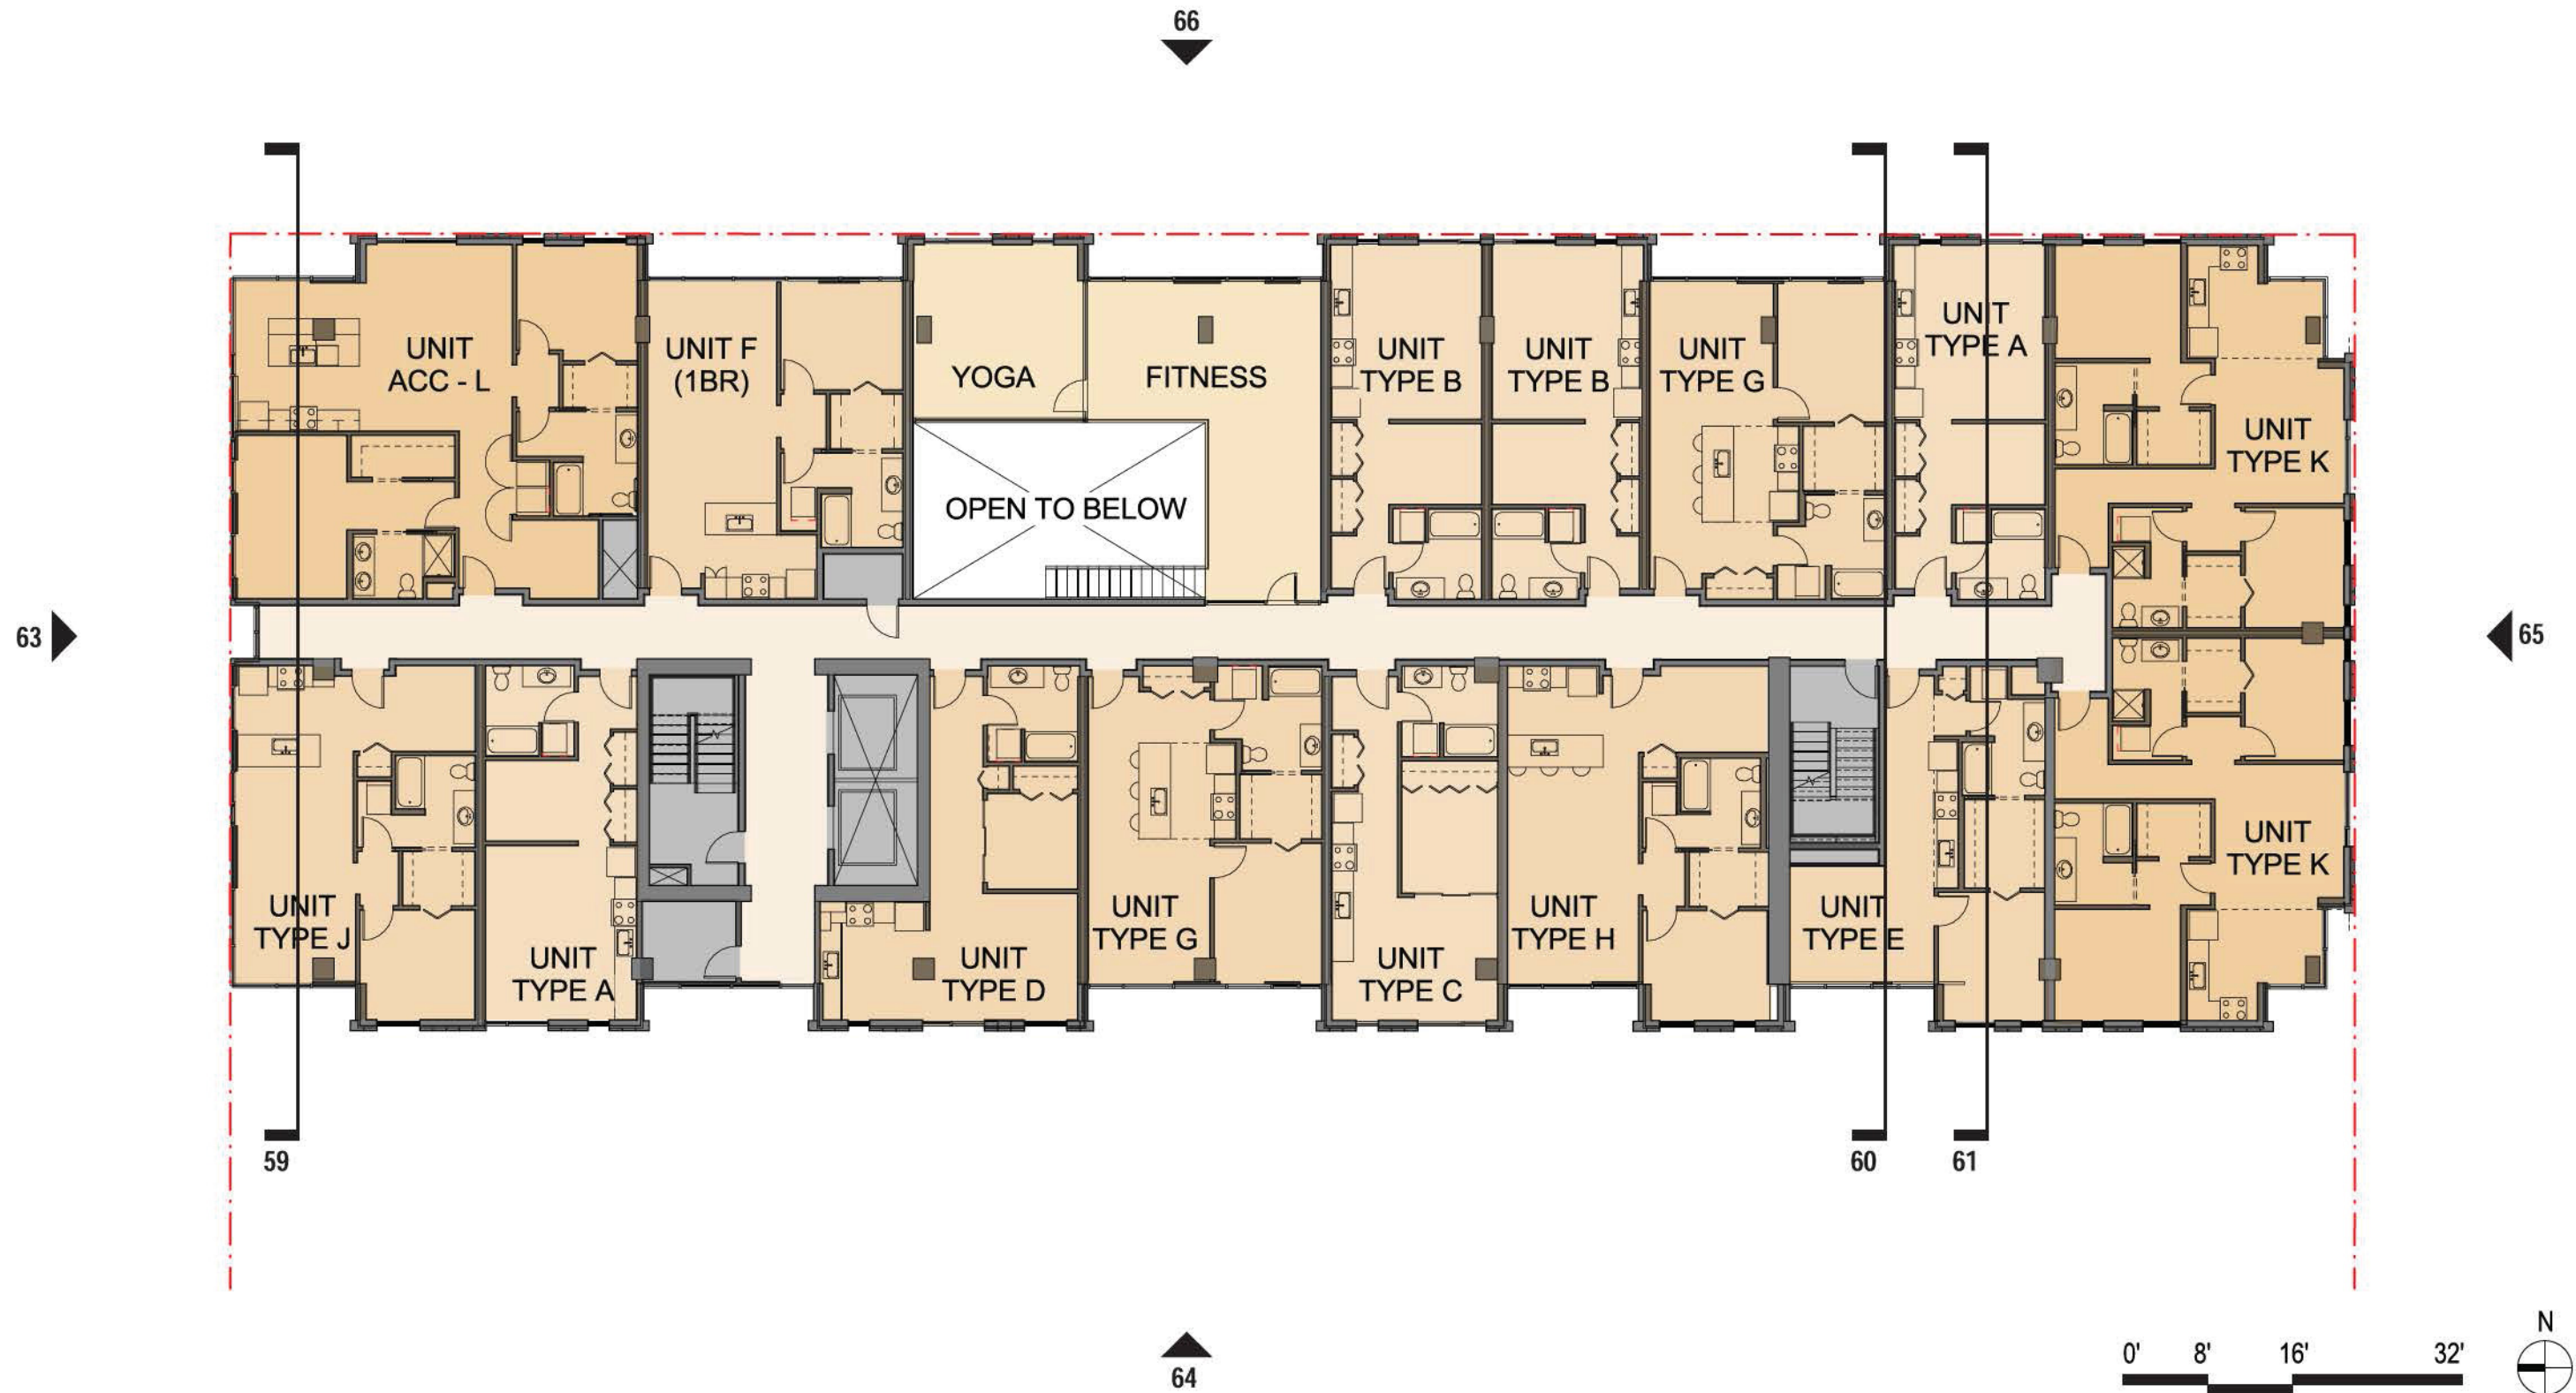 66
UNIT
ACC - L
UNIT F
(1BR)
YOGA
FITNESS
OPEN TO BELOW
UNIT
TYPE B
UNIT
TYPE B
UNIT
TYPE G
UNIT
TYPE A
UNIT
TYPE K
63
65
UNIT
TYPE J
UNIT
TYPE A
UNIT
TYPE D
UNIT
TYPE G
UNIT
TYPE C
UNIT
TYPE H
UNIT
TYPE E
UNIT
TYPE K
59
60
61
64
0' 8' 16' 32'
N